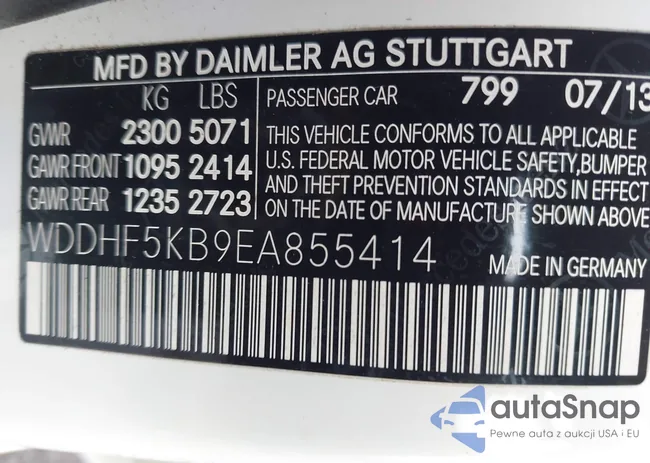 MFD BY DAIMLER AG STUTTGART
KG LBS
GVWR 2300 5071
GAWR FRONT 1095 2414
GAWR REAR 1235 2723
PASSENGER CAR 799 07/13
THIS VEHICLE CONFORMS TO ALL APPLICABLE
U.S. FEDERAL MOTOR VEHICLE SAFETY,BUMPER
AND THEFT PREVENTION STANDARDS IN EFFECT
ON THE DATE OF MANUFACTURE
WDDHF5KB9EA855414
MADE IN GERMANY
autaSnap
Pewne auta z aukcji USA i EU